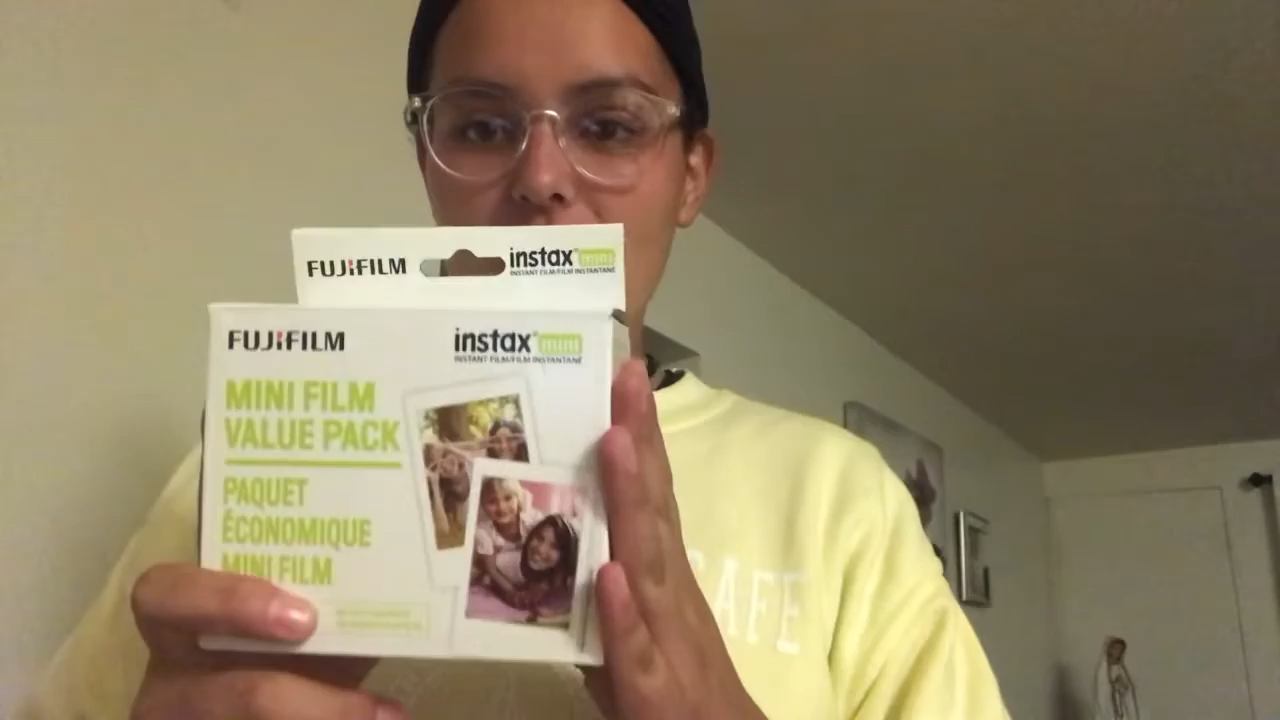 FUJIFILM instax mini
INSTANT FILM/FILM INSTANTANÉ
FUJIFILM instax mini
INSTANT FILM/FILM INSTANTANÉ
MINI FILM
VALUE PACK
PAQUET
ÉCONOMIQUE
MINI FILM
AFE